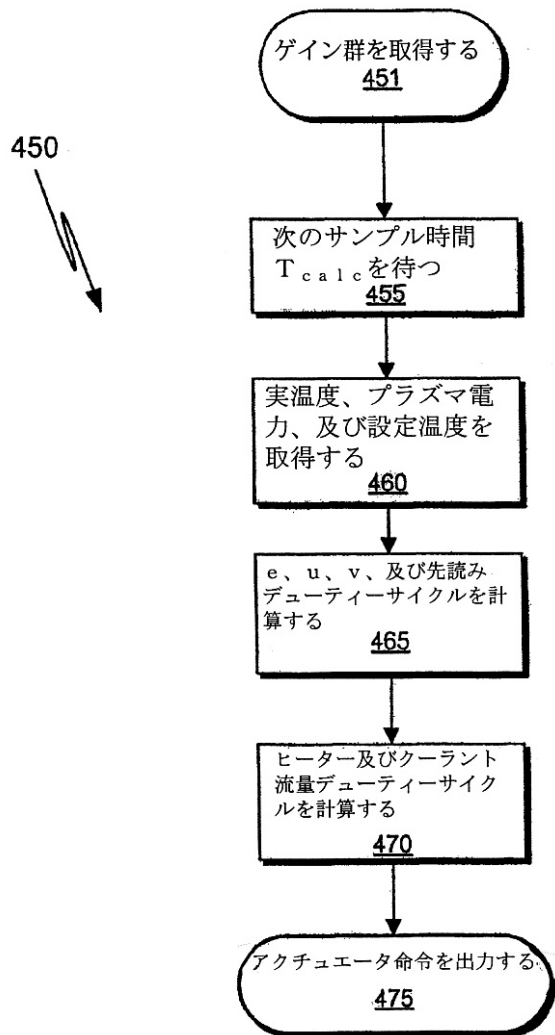 ゲイン群を取得する
451
450
次のサンプル時間
Tcalcを待つ
455
実温度、プラズマ電
力、及び設定温度を
取得する
460
e、u、v、及び先読み
デューティーサイクルを計
算する
465
ヒーター及びクーラント
流量デューティーサイク
ルを計算する
470
アクチュエータ命令を出力する
475